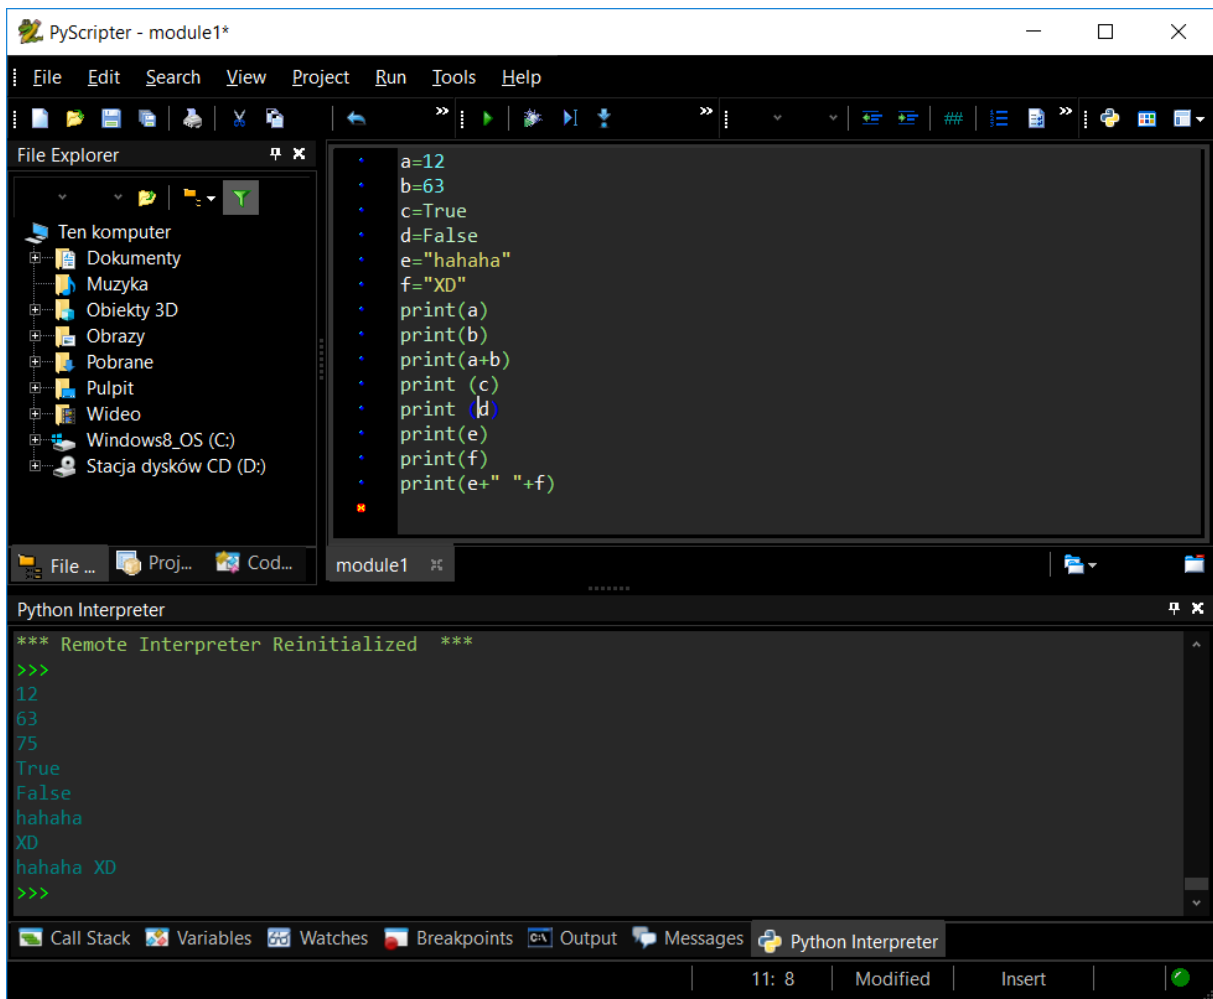 PyScripter - module1*
File Edit Search View Project Run Tools Help
File Explorer
Ten komputer
Dokumenty
Muzyka
Obiekty 3D
Obrazy
Pobrane
Pulpit
Wideo
Windows8_OS (C:)
Stacja dysków CD (D:)
File ... Proj... Cod...
a=12
b=63
c=True
d=False
e="hahaha"
f="XD"
print(a)
print(b)
print(a+b)
print (c)
print (d)
print(e)
print(f)
print(e+" "+f)
module1
Python Interpreter
*** Remote Interpreter Reinitialized  ***
>>>
12
63
75
True
False
hahaha
XD
hahaha XD
>>>
Call Stack Variables Watches Breakpoints Output Messages Python Interpreter
11: 8 Modified Insert